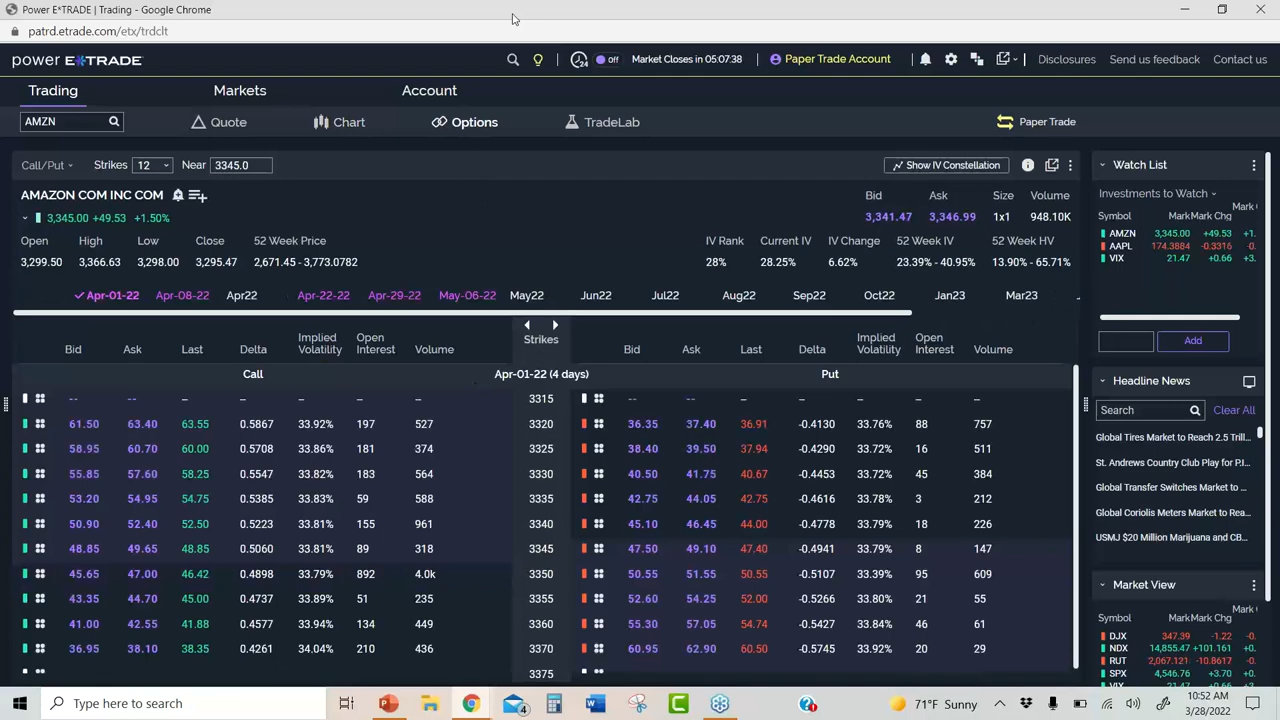 Power E*TRADE | Trading - Google Chrome
patrd.etrade.com/etx/trdclt
power E*TRADE
24 off Market Closes in 05:07:38 Paper Trade Account Disclosures Send us feedback Contact us
Trading Markets Account
AMZN Quote Chart Options TradeLab Paper Trade
Call/Put Strikes 12 Near 3345.0 Show IV Constellation Watch List
AMAZON COM INC COM Bid Ask Size Volume Investments to Watch
3,345.00 +49.53 +1.50% 3,341.47 3,346.99 1x1 948.10K Symbol Mark Mark Chg Mark
Open High Low Close 52 Week Price IV Rank Current IV IV Change 52 Week IV 52 Week HV AMZN 3,345.00 +49.53 +1.
3,299.50 3,366.63 3,298.00 3,295.47 2,671.45 - 3,773.0782 28% 28.25% 6.62% 23.39% - 40.95% 13.90% - 65.71% AAPL 174.3884 -0.3316 -0.
VIX 21.47 +0.66 +3.
Apr-01-22 Apr-08-22 Apr22 Apr-22-22 Apr-29-22 May-06-22 May22 Jun22 Jul22 Aug22 Sep22 Oct22 Jan23 Mar23
Add
Bid Ask Last Delta Implied Volatility Open Interest Volume Strikes Bid Ask Last Delta Implied Volatility Open Interest Volume
Call Apr-01-22 (4 days) Put Headline News
-- -- – – – – – 3315 -- -- – – – – –
61.50 63.40 63.55 0.5867 33.92% 197 527 3320 36.35 37.40 36.91 -0.4130 33.76% 88 757
58.95 60.70 60.00 0.5708 33.86% 181 374 3325 38.40 39.50 37.94 -0.4290 33.72% 16 511
55.85 57.60 58.25 0.5547 33.83% 183 564 3330 40.50 41.75 40.67 -0.4453 33.72% 45 384
53.20 54.95 54.75 0.5385 33.83% 59 588 3335 42.75 44.05 42.75 -0.4616 33.78% 3 212
50.90 52.40 52.50 0.5223 33.81% 155 961 3340 45.10 46.45 44.00 -0.4778 33.79% 18 226
48.85 49.65 48.85 0.5060 33.81% 89 318 3345 47.50 49.10 47.40 -0.4941 33.79% 8 147
45.65 47.00 46.42 0.4898 33.79% 892 4.0k 3350 50.55 51.55 50.55 -0.5107 33.39% 95 609
43.35 44.70 45.00 0.4737 33.89% 51 235 3355 52.60 54.25 52.00 -0.5266 33.80% 21 55
41.00 42.55 41.88 0.4577 33.94% 134 449 3360 55.30 57.05 54.74 -0.5422 33.84% 46 61
36.95 38.10 38.35 0.4261 34.04% 210 436 3370 60.95 62.90 60.50 -0.5745 33.92% 20 29
3375
Search Clear All
Global Tires Market to Reach 2.5 Trill...
St. Andrews Country Club Play for P.I...
Global Transfer Switches Market to ...
Global Coriolis Meters Market to Rea...
USMJ $20 Million Marijuana and CB...
Market View
Symbol Mark Mark Chg Mark
DJX 347.39 -1.22 -0.
NDX 14,855.47 +101.161 +0.
RUT 2,067.121 -10.8617 -0.
SPX 4,546.76 +3.70 +0.
Type here to search 4 71°F Sunny 10:52 AM
3/28/2022